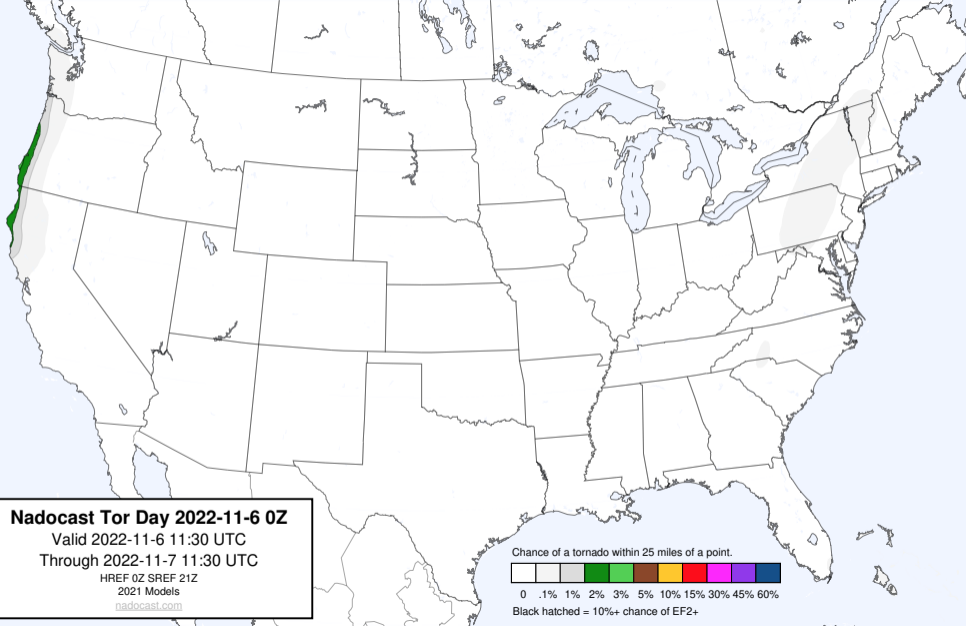 Nadocast Tor Day 2022-11-6 0Z
Valid 2022-11-6 11:30 UTC
Through 2022-11-7 11:30 UTC
HREF 0Z SREF 21Z
2021 Models
nadocast.com
Chance of a tornado within 25 miles of a point.
0 .1% 1% 2% 3% 5% 10% 15% 30% 45% 60%
Black hatched = 10%+ chance of EF2+